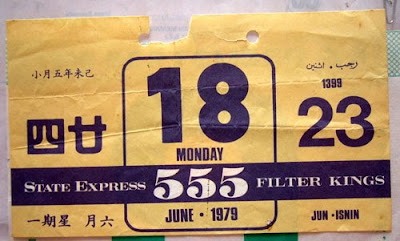 己未年五月小
廿四
18
MONDAY
رجب . اثنين
1399
23
STATE EXPRESS 555 FILTER KINGS
六月 星期一
JUNE · 1979
JUN · ISNIN